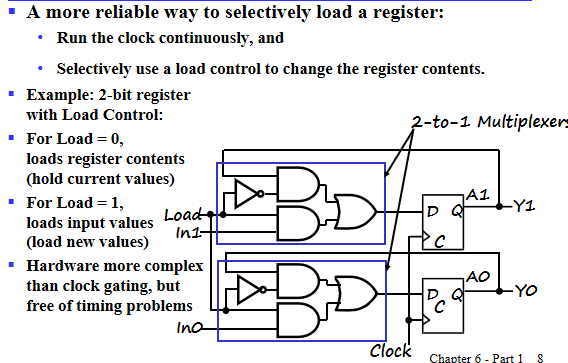 A more reliable way to selectively load a register:
Run the clock continuously, and
Selectively use a load control to change the register contents.
Example: 2-bit register
with Load Control:
For Load = 0,
loads register contents
(hold current values)
For Load = 1,
loads input values
(load new values)
Hardware more complex
than clock gating, but
free of timing problems
2-to-1 Multiplexers
Load
In1
D Q
C
A1
Y1
In0
D Q
C
A0
Y0
Clock
Chapter 6 - Part 1 8